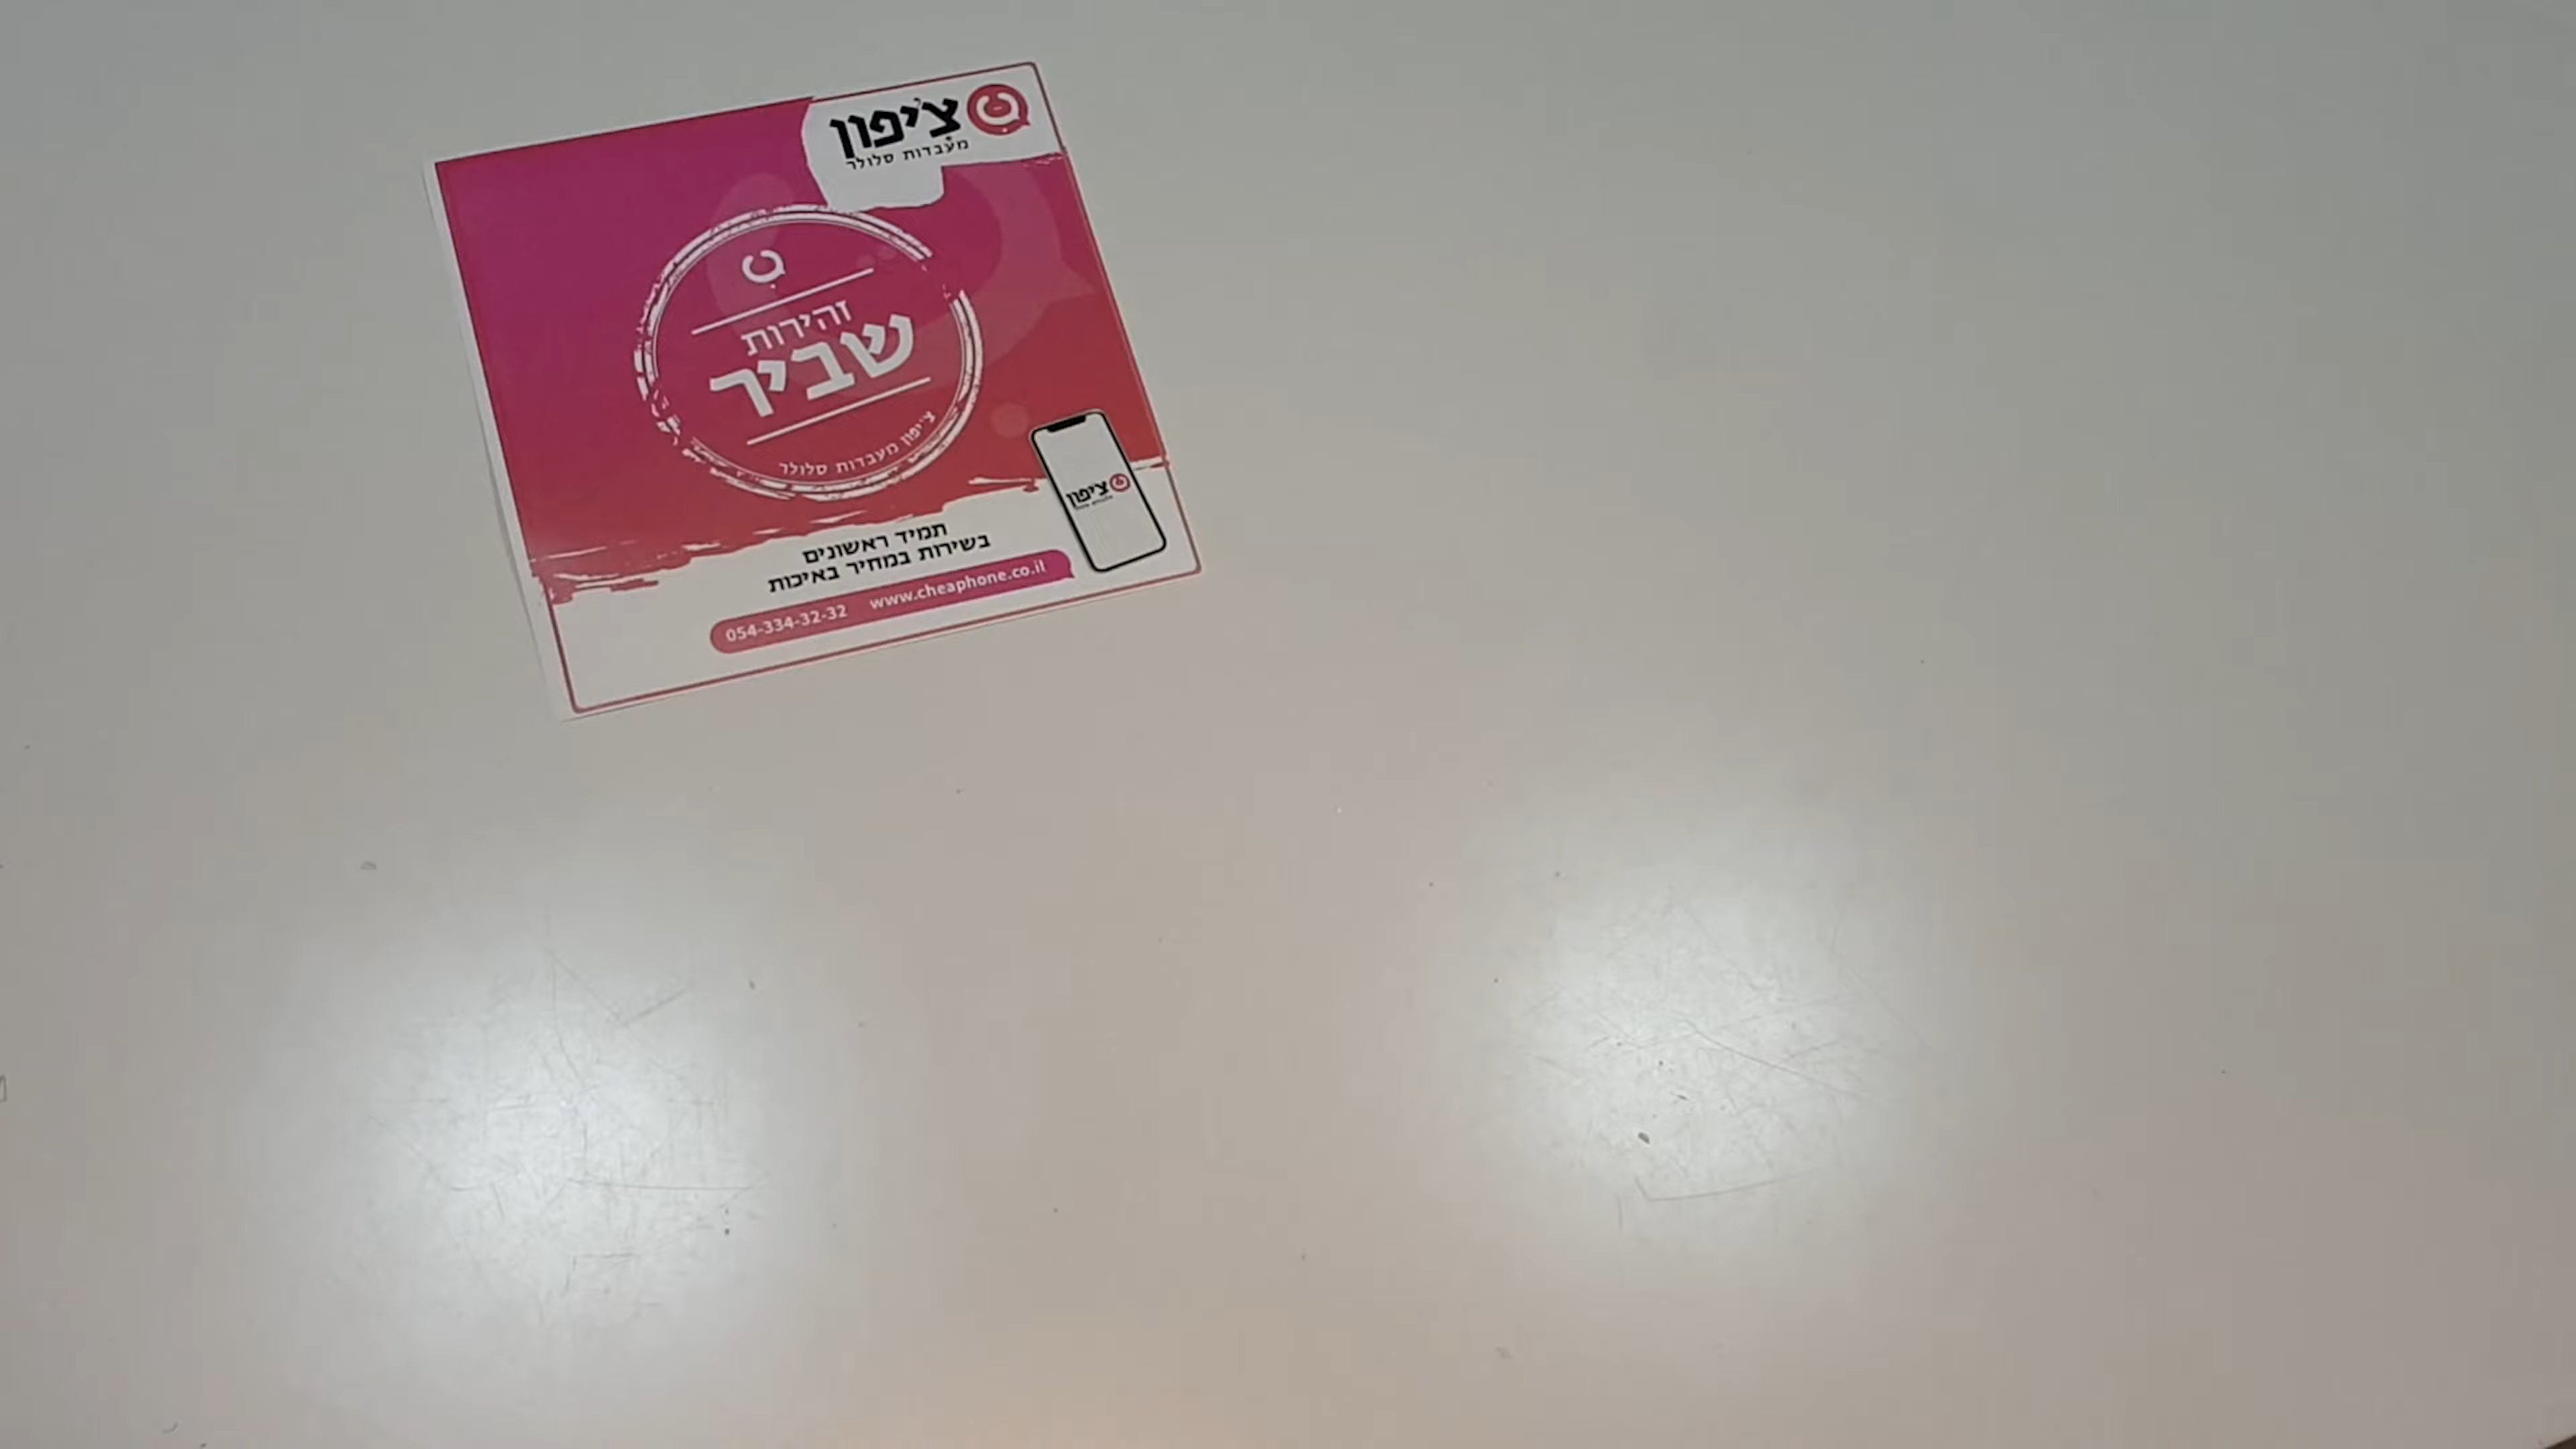 צ'יפון
מעבדות סלולר
זהירות
שביר
צ'יפון מעבדות סלולר
צ'יפון
תמיד ראשונים
בשירות במחיר באיכות
054-334-32-32 www.cheaphone.co.il